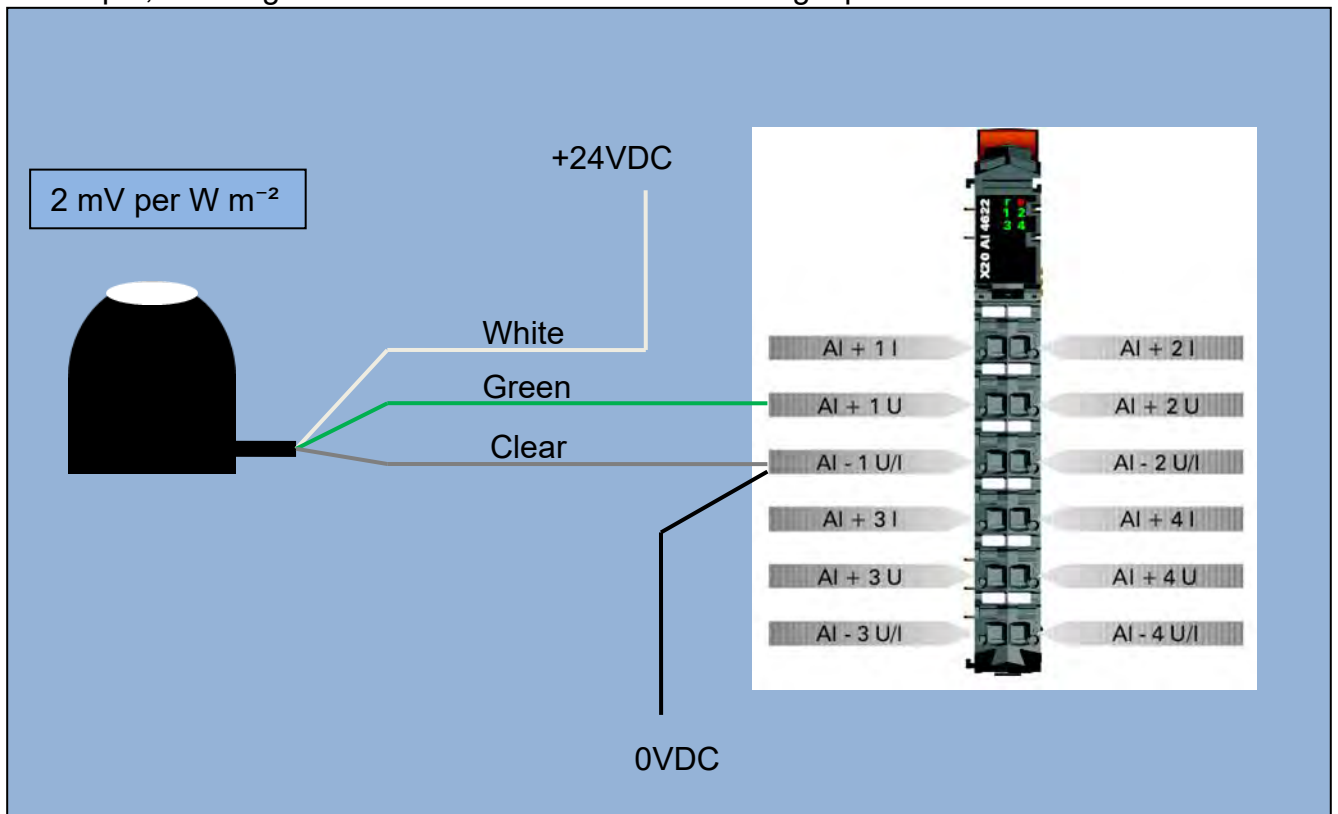 +24VDC
2 mV per W m⁻²
White
Green
Clear
0VDC
X20 AI 4622
r e
1 2
3 4
AI + 1 I
AI + 2 I
AI + 1 U
AI + 2 U
AI - 1 U/I
AI - 2 U/I
AI + 3 I
AI + 4 I
AI + 3 U
AI + 4 U
AI - 3 U/I
AI - 4 U/I